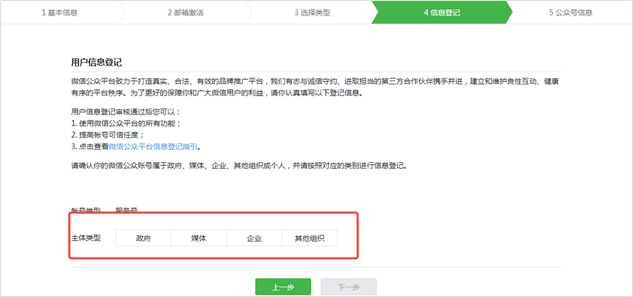 1 基本信息 2 邮箱激活 3 选择类型 4 信息登记 5 公众号信息
用户信息登记
微信公众平台致力于打造真实、合法、有效的品牌推广平台，我们有志与诚信守约、进取担当的第三方合作伙伴携手并进，建立和维护良性互动、健康
有序的平台秩序。为了更好的保障你和广大微信用户的利益，请你认真填写以下登记信息。
用户信息登记审核通过后您可以：
1. 使用微信公众平台的所有功能；
2. 提高帐号可信任度；
3. 点击查看微信公众平台信息登记指引。
请确认你的微信公众账号属于政府、媒体、企业、其他组织或个人，并请按照对应的类别进行信息登记。
帐号类型 服务号
主体类型 政府 媒体 企业 其他组织
上一步 下一步